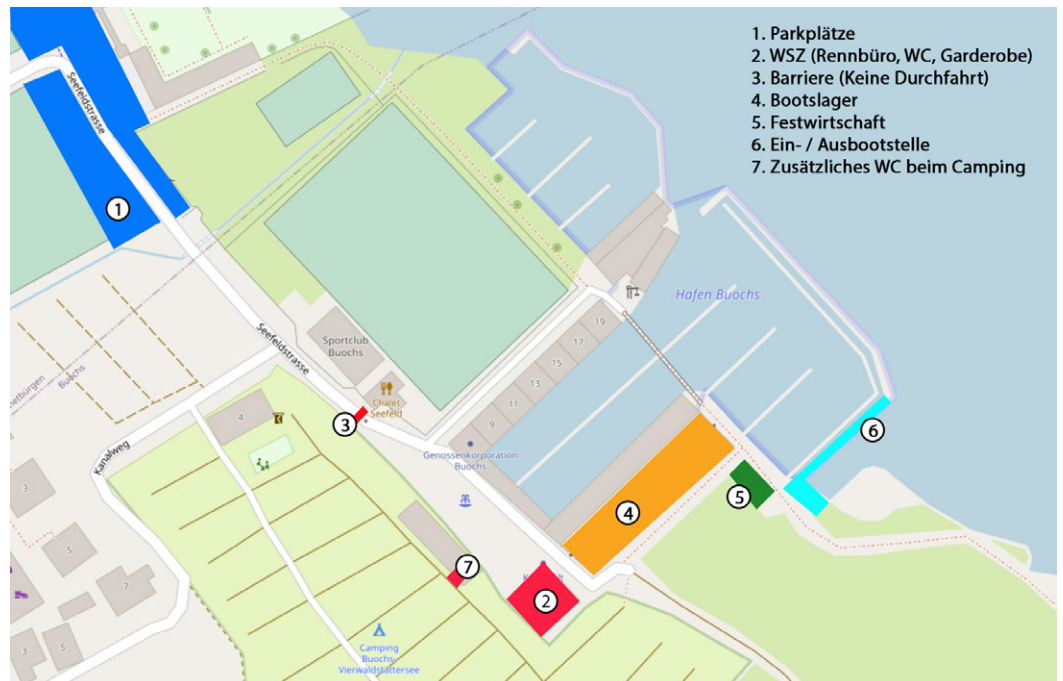 1. Parkplätze
2. WSZ (Rennbüro, WC, Garderobe)
3. Barriere (Keine Durchfahrt)
4. Bootslager
5. Festwirtschaft
6. Ein- / Ausbootstelle
7. Zusätzliches WC beim Camping
Seefeldstrasse
1
Hafen Buochs
19
17
15
13
11
9
Sportclub
Buochs
Seefeldstrasse
Chalet
Seefeld
3
4
Buochs
Kanalweg
Genossenkorporation
Buochs
6
5
4
7
2
3
5
7
3
5
Camping
Buochs-
Vierwaldstättersee